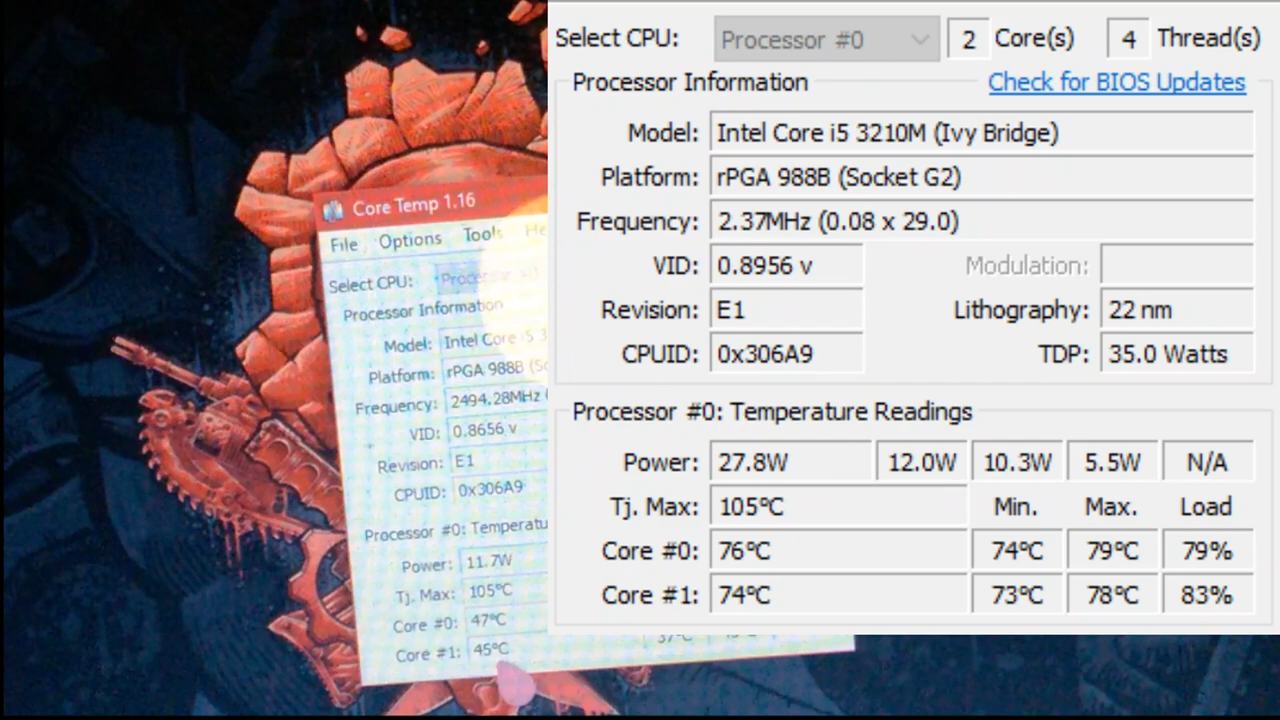 Select CPU: Processor #0 2 Core(s) 4 Thread(s)
Processor Information Check for BIOS Updates
Model: Intel Core i5 3210M (Ivy Bridge)
Platform: rPGA 988B (Socket G2)
Frequency: 2.37MHz (0.08 x 29.0)
VID: 0.8956 v Modulation:
Revision: E1 Lithography: 22 nm
CPUID: 0x306A9 TDP: 35.0 Watts
Processor #0: Temperature Readings
Power: 27.8W 12.0W 10.3W 5.5W N/A
Tj. Max: 105°C Min. Max. Load
Core #0: 76°C 74°C 79°C 79%
Core #1: 74°C 73°C 78°C 83%
Core Temp 1.16
File Options Tools He
Select CPU: Processor #0
Processor Information
Model: Intel Core i5 3
Platform: rPGA 988B (So
Frequency: 2494.28MHz (
VID: 0.8656 v
Revision: E1
CPUID: 0x306A9
Processor #0: Temperatu
Power: 11.7W
Tj. Max: 105°C
Core #0: 47°C
Core #1: 45°C 37°C